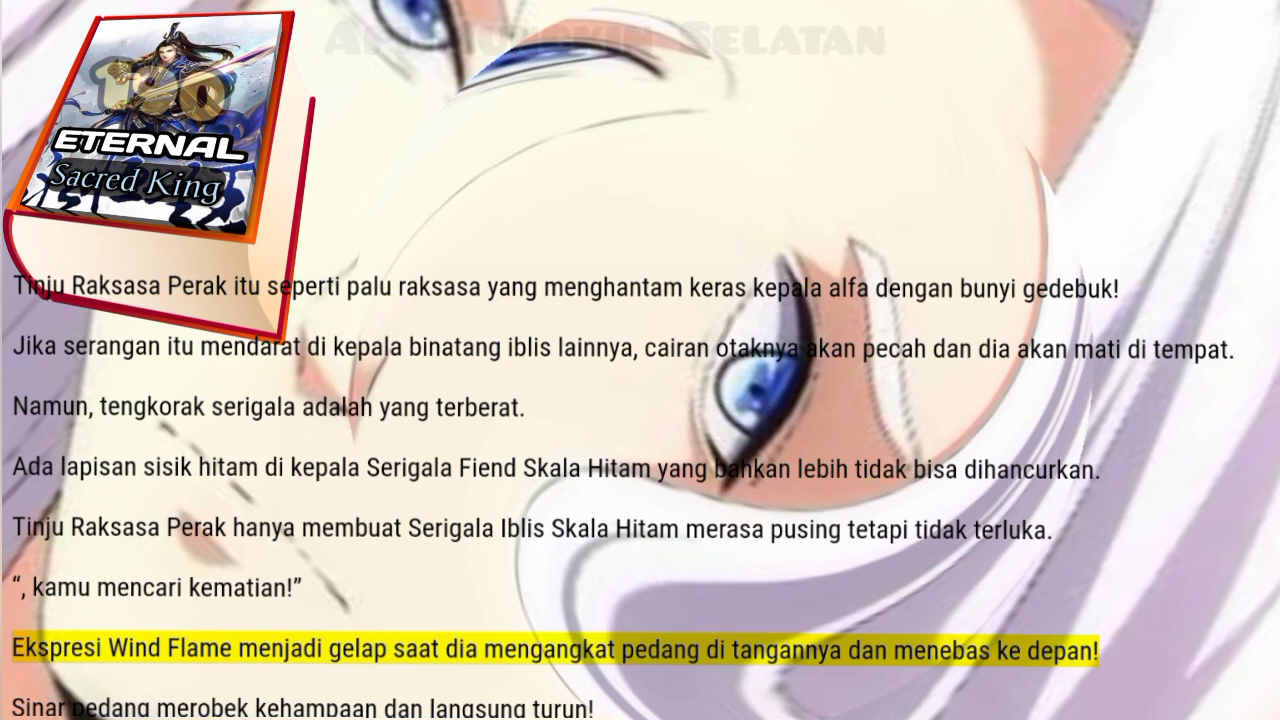 SELATAN
ETERNAL
Sacred King
Tinju Raksasa Perak itu seperti palu raksasa yang menghantam keras kepala alfa dengan bunyi gedebuk!
Jika serangan itu mendarat di kepala binatang iblis lainnya, cairan otaknya akan pecah dan dia akan mati di tempat.
Namun, tengkorak serigala adalah yang terberat.
Ada lapisan sisik hitam di kepala Serigala Fiend Skala Hitam yang bahkan lebih tidak bisa dihancurkan.
Tinju Raksasa Perak hanya membuat Serigala Iblis Skala Hitam merasa pusing tetapi tidak terluka.
“, kamu mencari kematian!”
Ekspresi Wind Flame menjadi gelap saat dia mengangkat pedang di tangannya dan menebas ke depan!
Sinar pedang merobek kehampaan dan langsung turun!